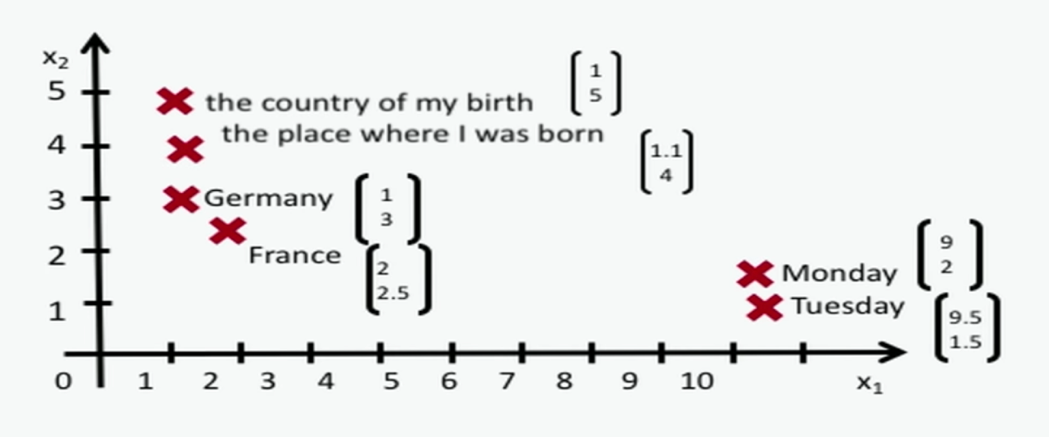 x₂
5
4
3
2
1
the country of my birth
1
5
the place where I was born
1.1
4
Germany
1
3
France
2
2.5
Monday
9
2
Tuesday
9.5
1.5
0 1 2 3 4 5 6 7 8 9 10 x₁